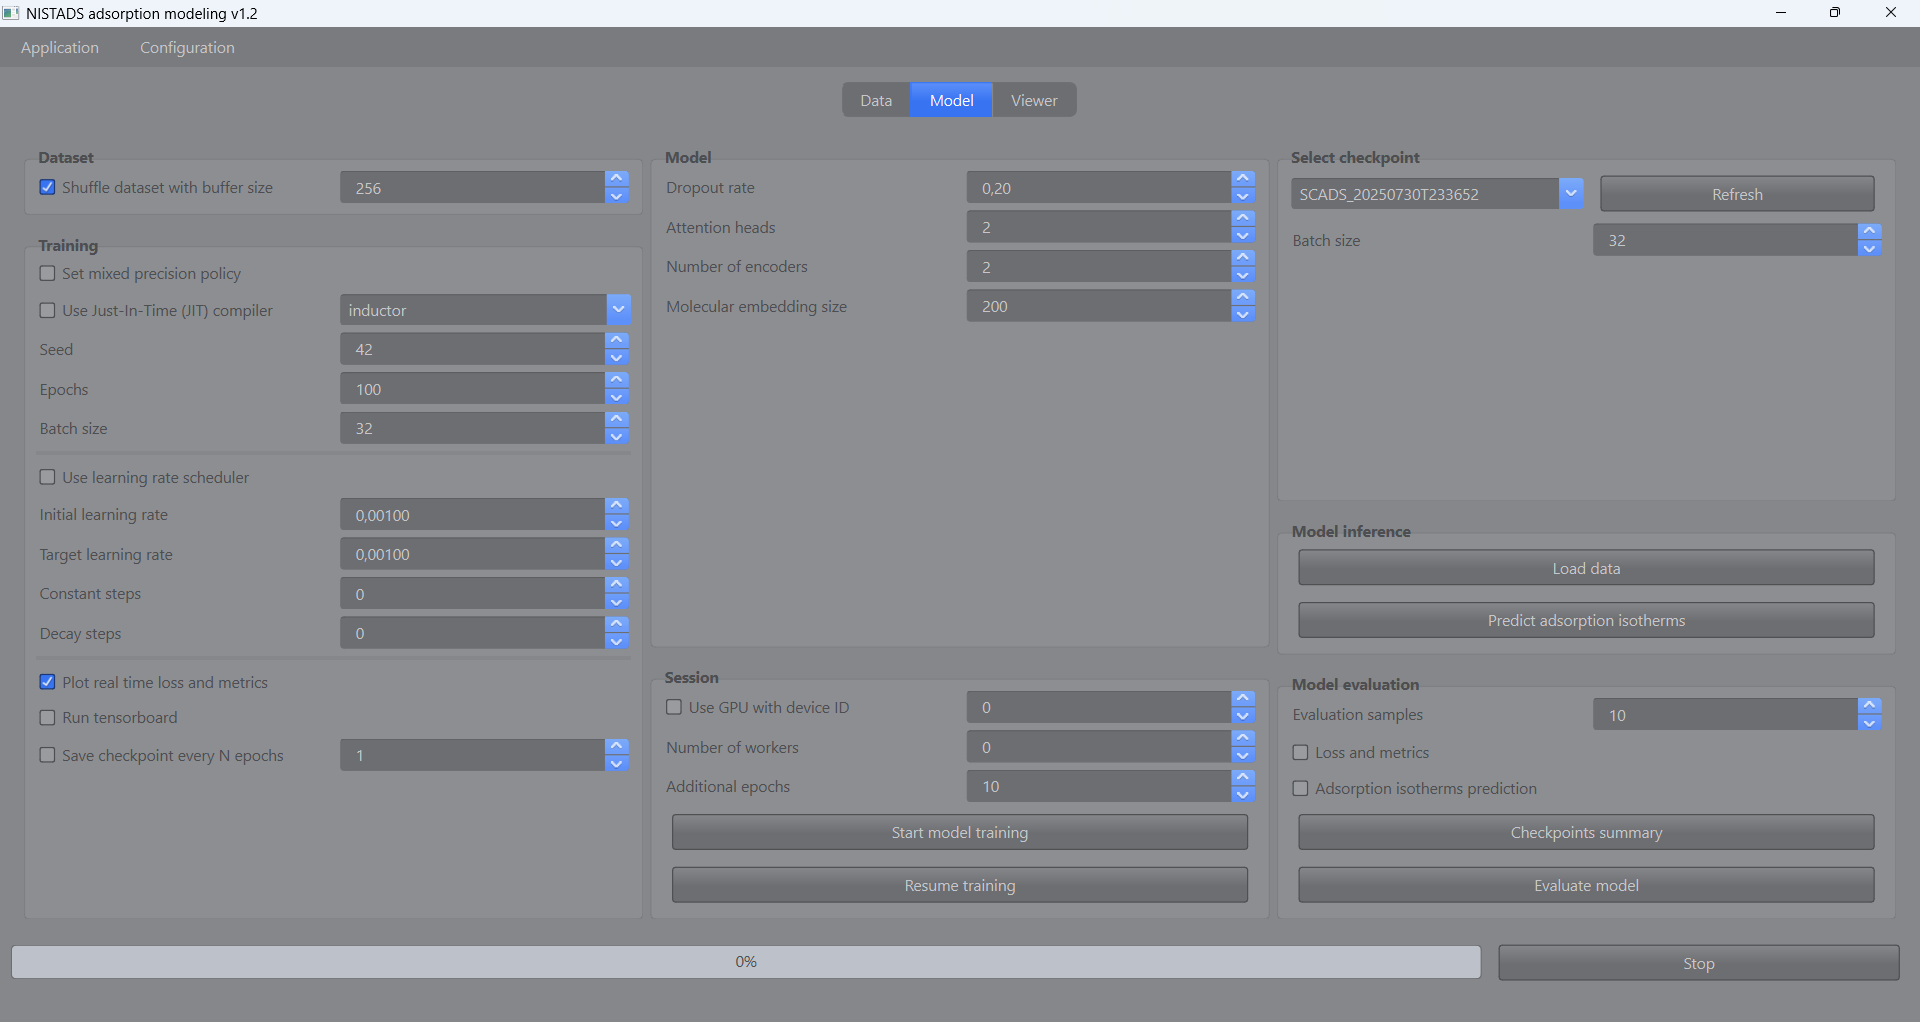 NISTADS adsorption modeling v1.2
Application Configuration
Data Model Viewer
Dataset
Shuffle dataset with buffer size 256
Training
Set mixed precision policy
Use Just-In-Time (JIT) compiler inductor
Seed 42
Epochs 100
Batch size 32
Use learning rate scheduler
Initial learning rate 0,00100
Target learning rate 0,00100
Constant steps 0
Decay steps 0
Plot real time loss and metrics
Run tensorboard
Save checkpoint every N epochs 1
Model
Dropout rate 0,20
Attention heads 2
Number of encoders 2
Molecular embedding size 200
Session
Use GPU with device ID 0
Number of workers 0
Additional epochs 10
Start model training
Resume training
Select checkpoint
SCADS_20250730T233652 Refresh
Batch size 32
Model inference
Load data
Predict adsorption isotherms
Model evaluation
Evaluation samples 10
Loss and metrics
Adsorption isotherms prediction
Checkpoints summary
Evaluate model
0% Stop